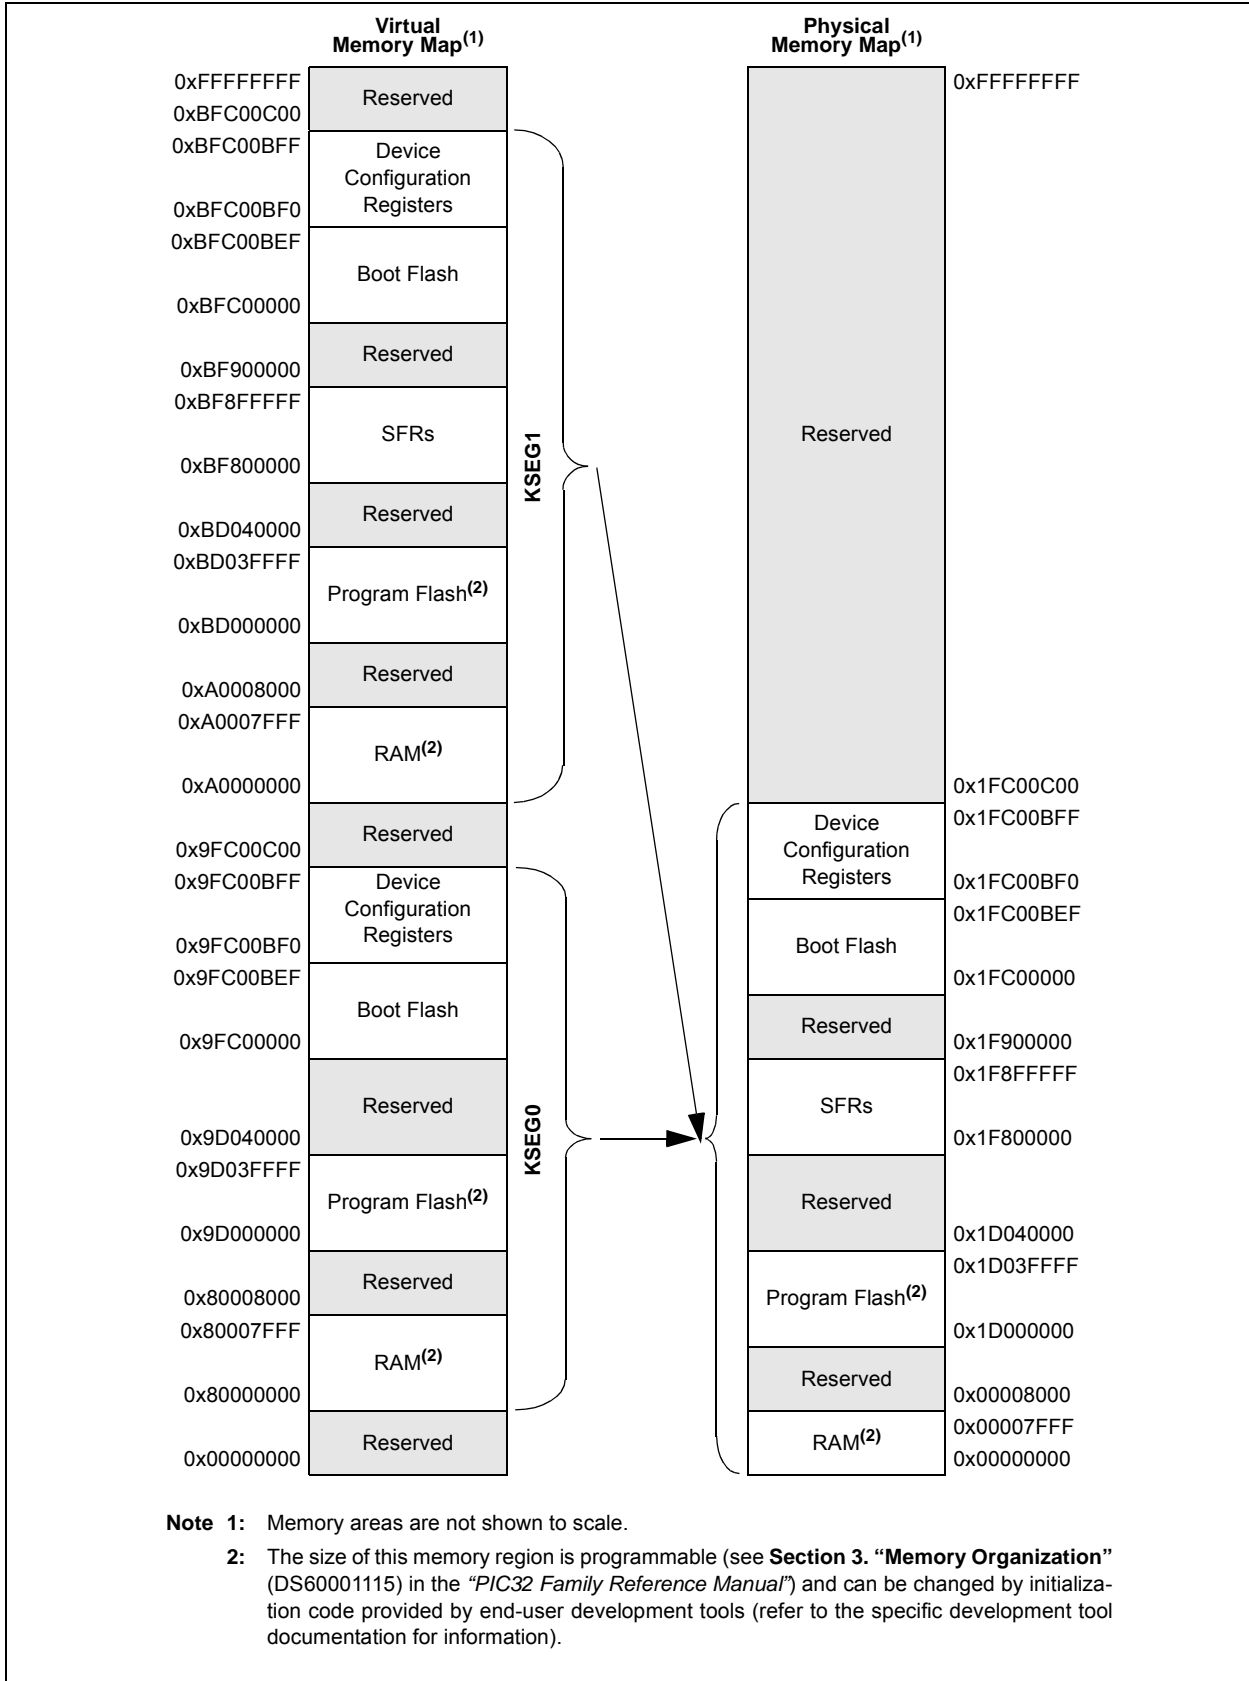 Virtual
Memory Map(1)
Physical
Memory Map(1)
0xFFFFFFFF
Reserved
0xBFC00C00
0xBFC00BFF
Device
Configuration
Registers
0xBFC00BF0
0xBFC00BEF
Boot Flash
0xBFC00000
Reserved
0xBF900000
0xBF8FFFFF
SFRs
0xBF800000
Reserved
0xBD040000
0xBD03FFFF
Program Flash(2)
0xBD000000
Reserved
0xA0008000
0xA0007FFF
RAM(2)
0xA0000000
Reserved
0x9FC00C00
0x9FC00BFF
Device
Configuration
Registers
0x9FC00BF0
0x9FC00BEF
Boot Flash
0x9FC00000
Reserved
0x9D040000
0x9D03FFFF
Program Flash(2)
0x9D000000
Reserved
0x80008000
0x80007FFF
RAM(2)
0x80000000
Reserved
0x00000000
KSEG1
KSEG0
0xFFFFFFFF
Reserved
0x1FC00C00
0x1FC00BFF
Device
Configuration
Registers
0x1FC00BF0
0x1FC00BEF
Boot Flash
0x1FC00000
Reserved
0x1F900000
0x1F8FFFFF
SFRs
0x1F800000
Reserved
0x1D040000
0x1D03FFFF
Program Flash(2)
0x1D000000
Reserved
0x00008000
0x00007FFF
RAM(2)
0x00000000
Note 1: Memory areas are not shown to scale.
2: The size of this memory region is programmable (see Section 3. “Memory Organization”
(DS60001115) in the “PIC32 Family Reference Manual”) and can be changed by initializa-
tion code provided by end-user development tools (refer to the specific development tool
documentation for information).